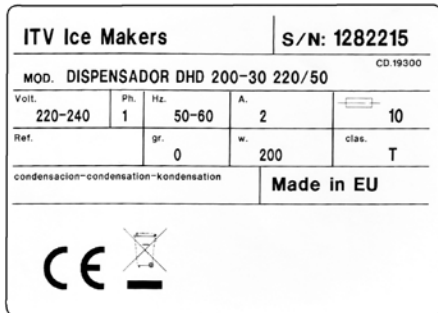 ITV Ice Makers
S/N: 1282215
CD.19300
MOD. DISPENSADOR DHD 200-30 220/50
Volt. Ph. Hz. A.
220-240 1 50-60 2 10
Ref. gr. w. clas.
0 200 T
condensacion-condensation-kondensation
Made in EU
CE